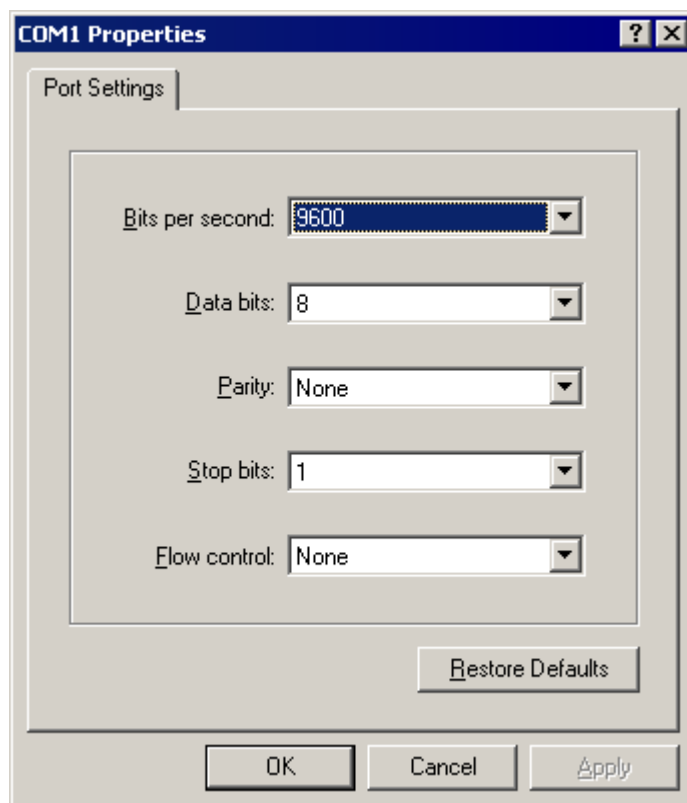 COM1 Properties
Port Settings
Bits per second: 9600
Data bits: 8
Parity: None
Stop bits: 1
Flow control: None
Restore Defaults
OK Cancel Apply